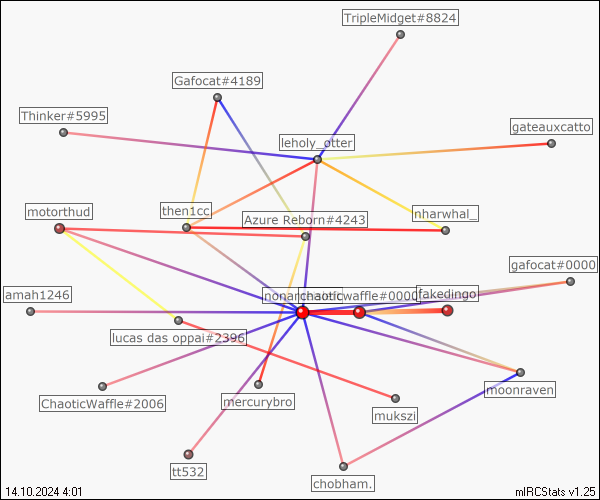 TripleMidget#8824
Gafocat#4189
Thinker#5995
gateauxcatto
leholy_otter
motorthud
then1cc
nharwhal_
Azure Reborn#4243
gafocat#0000
amah1246
chaoticwaffle#0000
fakedingo
lucas das oppai#2396
moonraven
ChaoticWaffle#2006
mercurybro
mukszi
tt532
chobham.
14.10.2024 4:01
mIRCStats v1.25